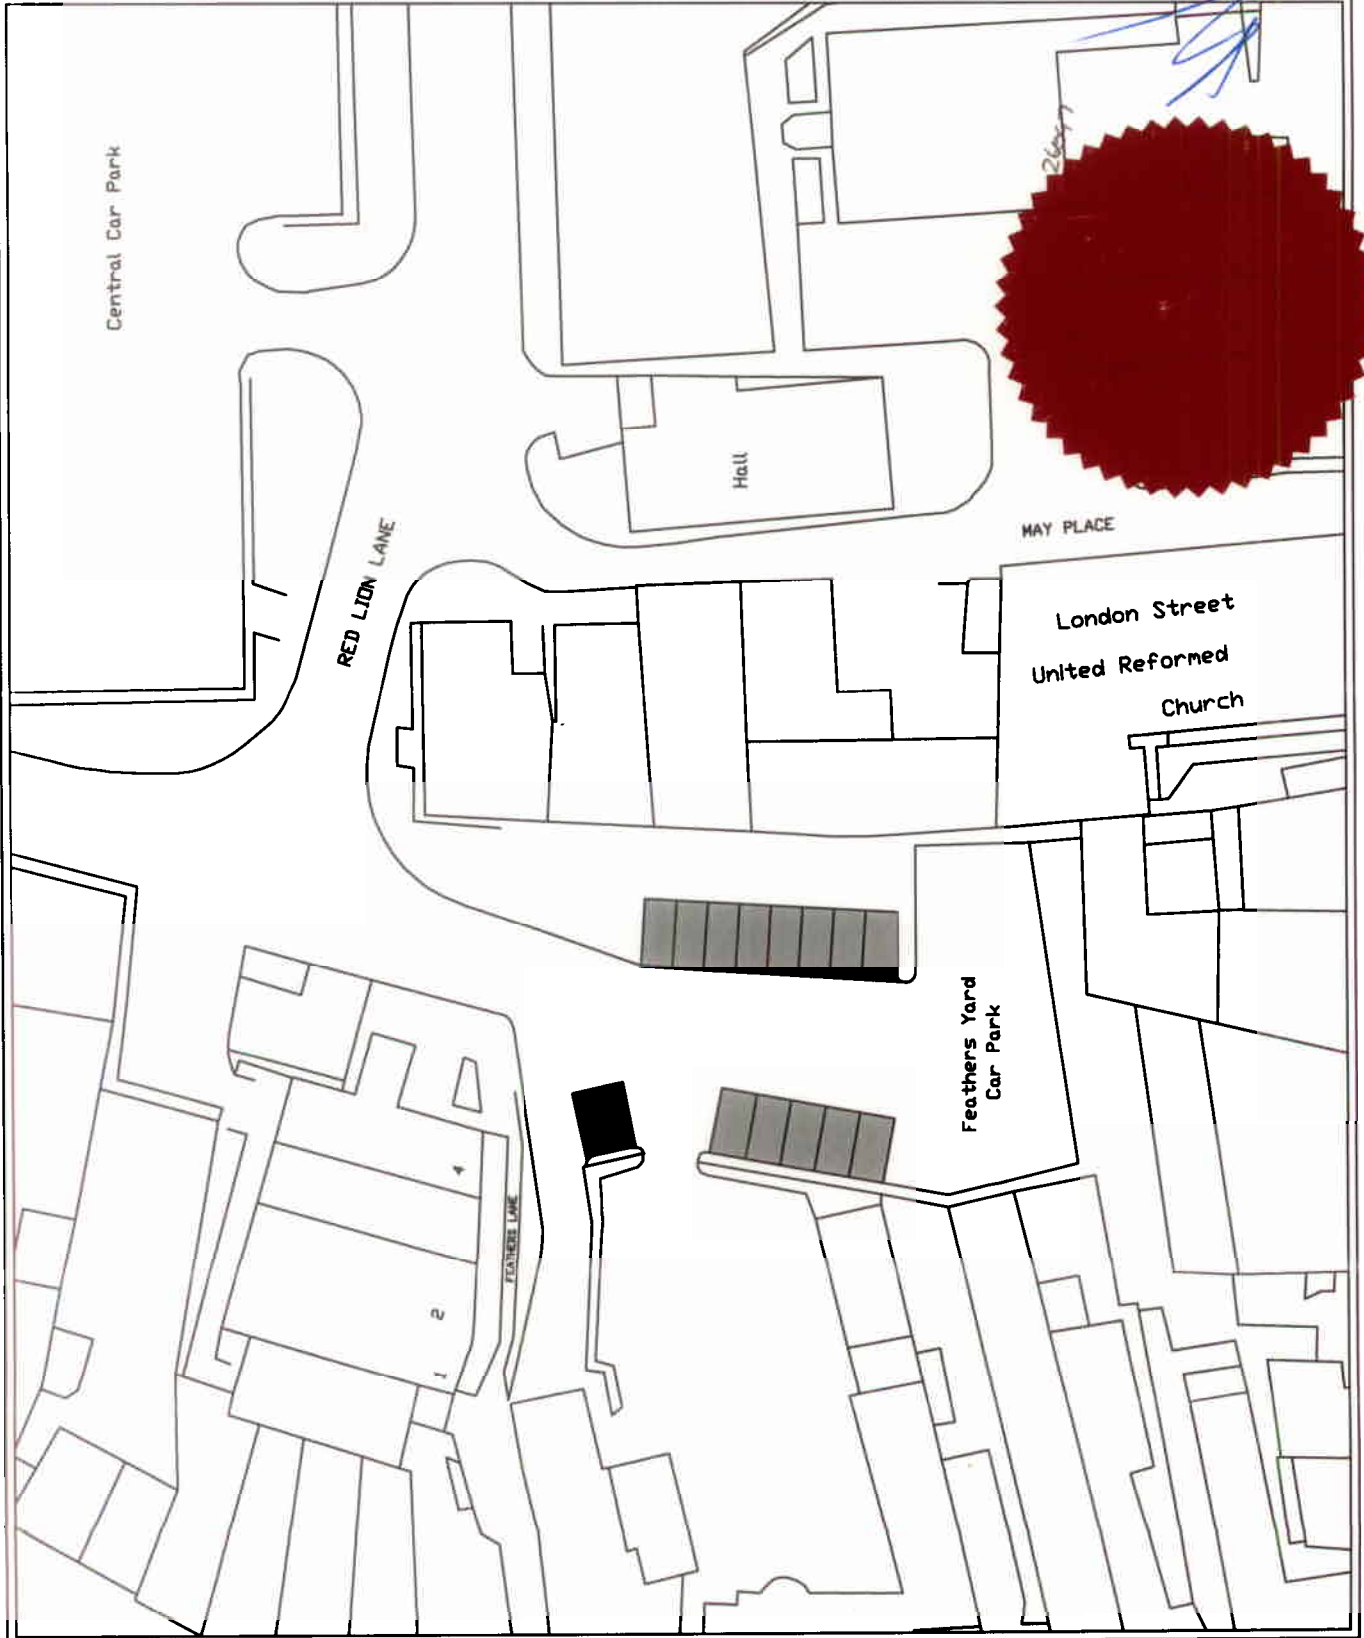 Central Car Park
Hall
RED LION LANE
MAY PLACE
London Street
United Reformed
Church
Feathers Yard
Car Park
FEATHERS LANE
4
2
1